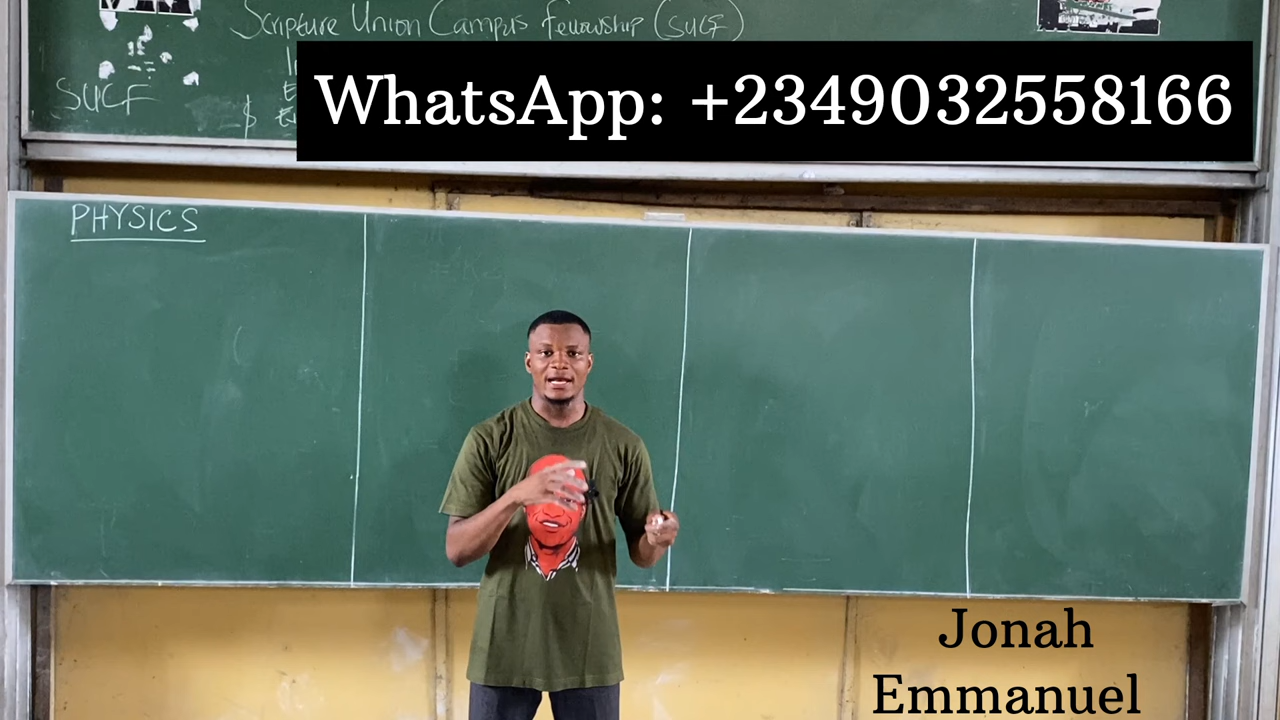 Scripture Union Campus Fellowship (SUCF)
WhatsApp: +2349032558166
SUCF
PHYSICS
Jonah
Emmanuel